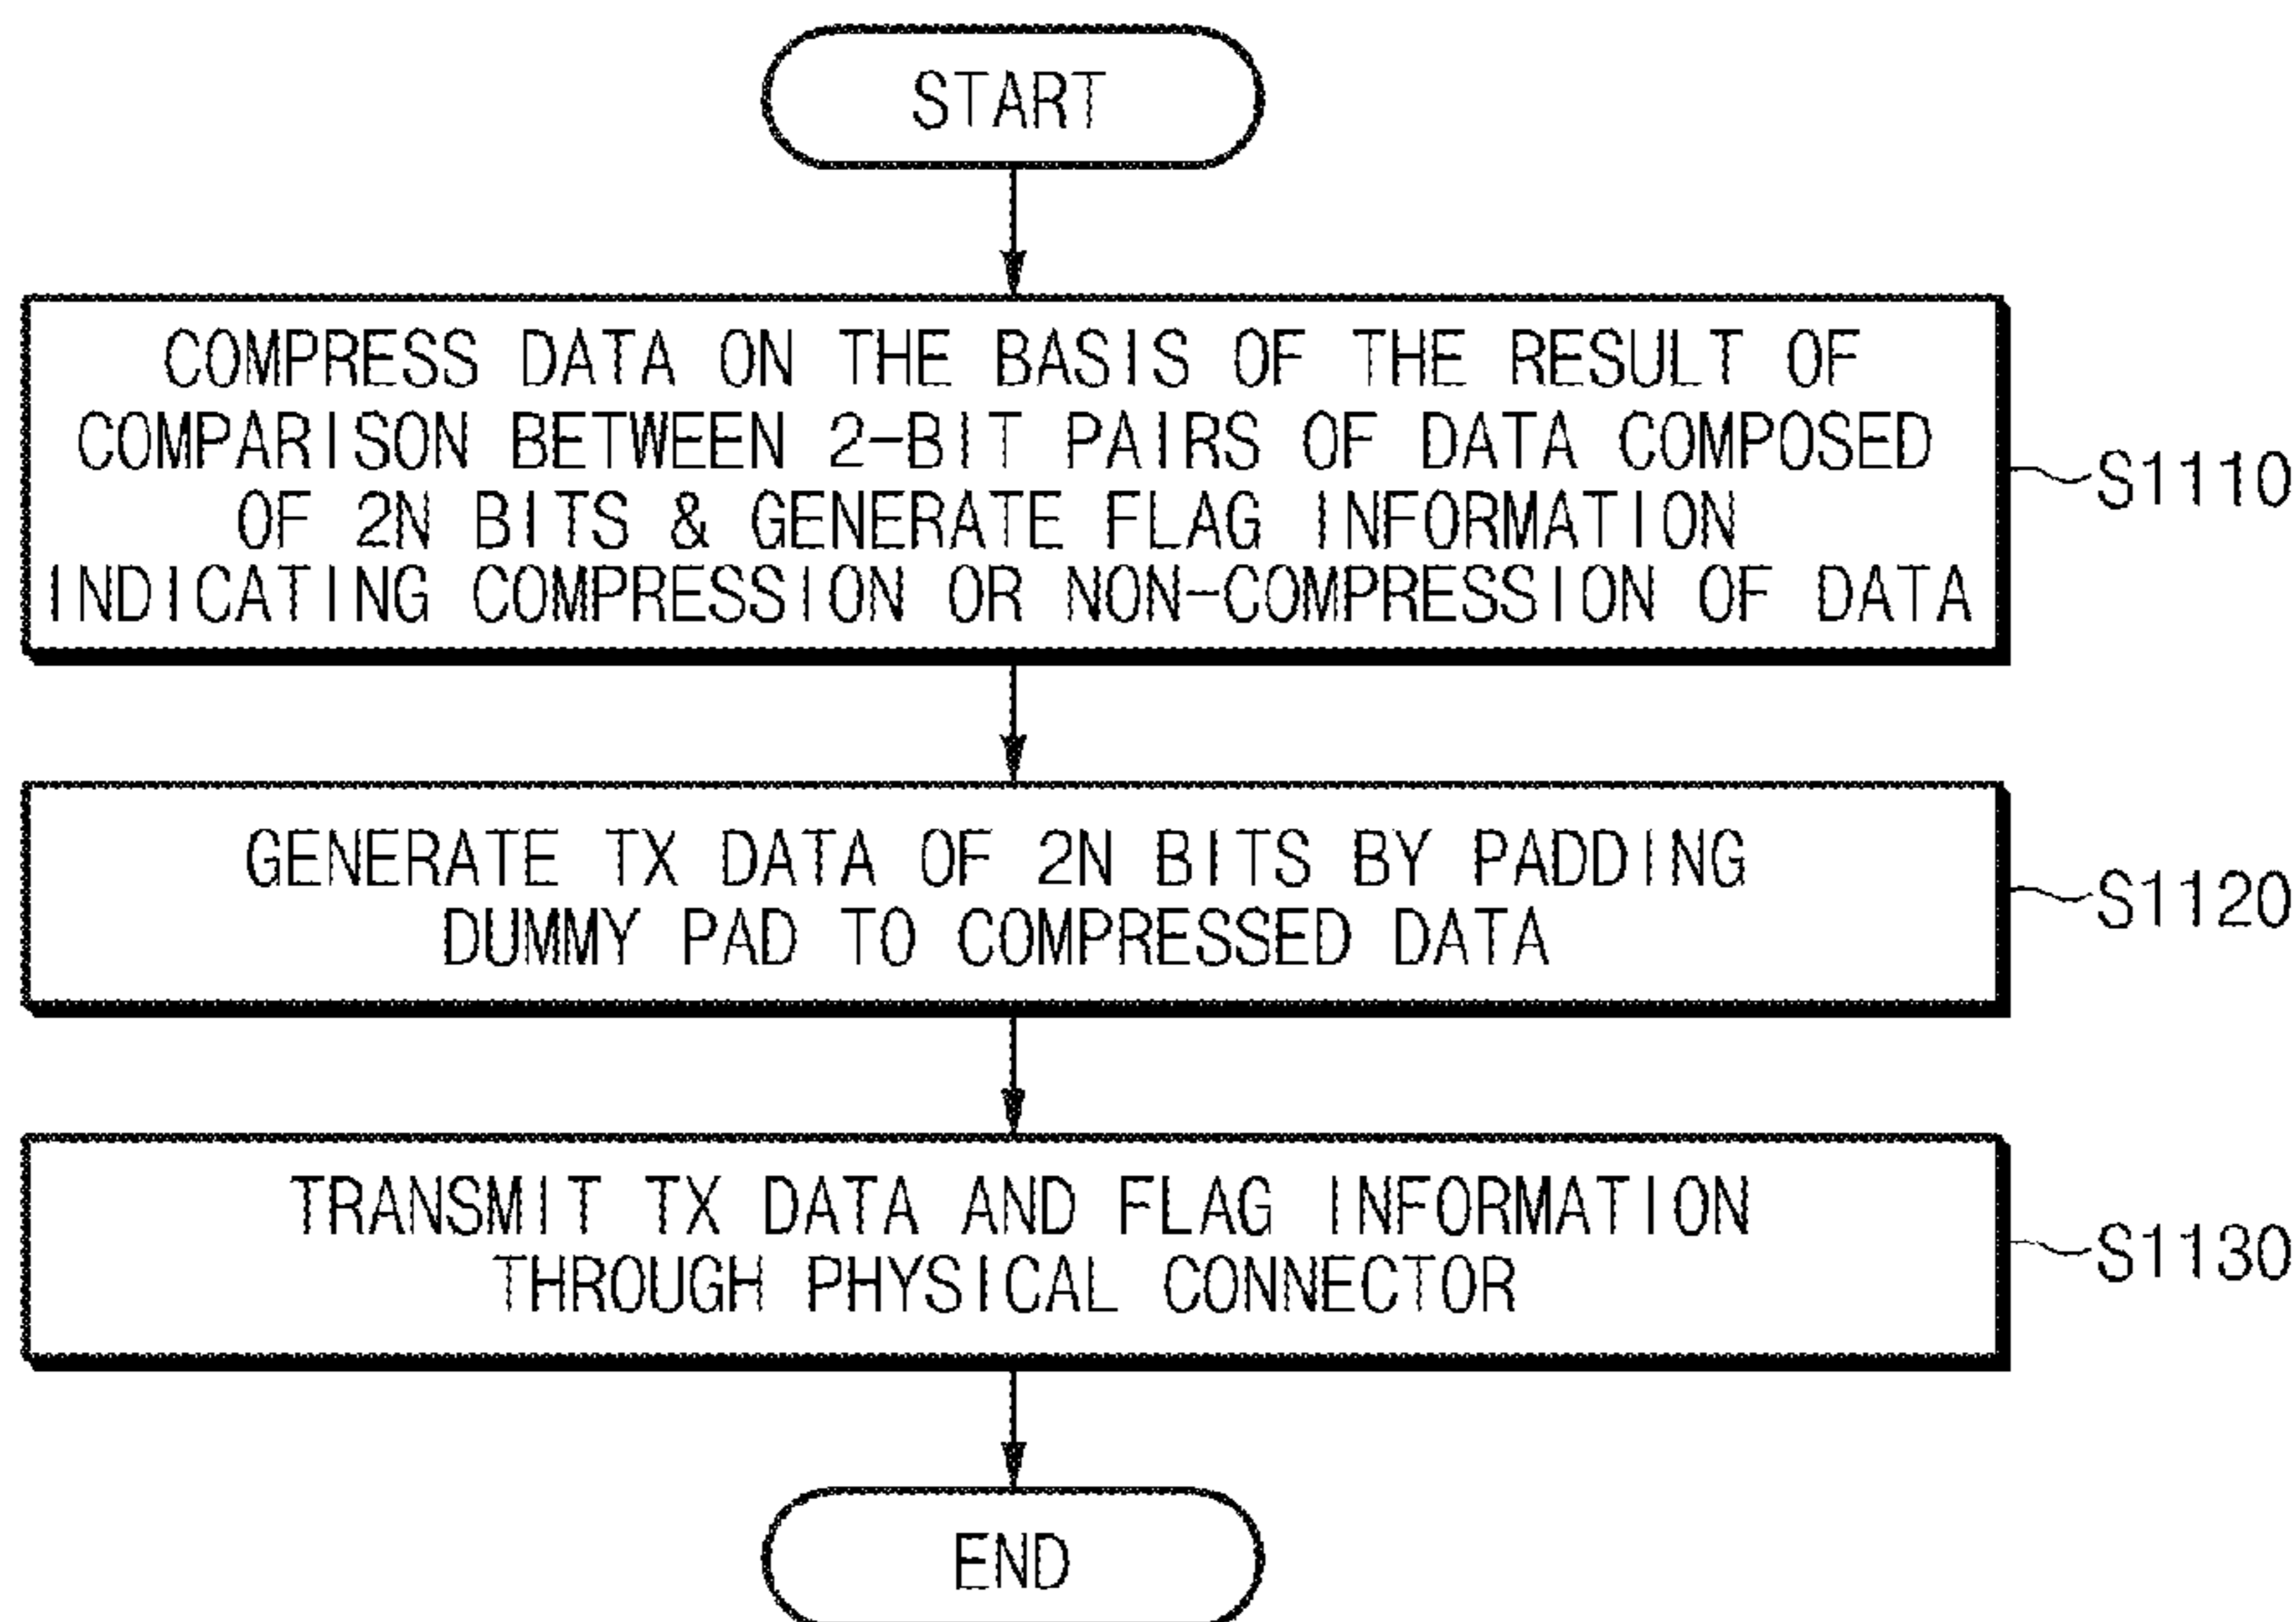 START
COMPRESS DATA ON THE BASIS OF THE RESULT OF
COMPARISON BETWEEN 2-BIT PAIRS OF DATA COMPOSED
OF 2N BITS & GENERATE FLAG INFORMATION
INDICATING COMPRESSION OR NON-COMPRESSION OF DATA
S1110
GENERATE TX DATA OF 2N BITS BY PADDING
DUMMY PAD TO COMPRESSED DATA
S1120
TRANSMIT TX DATA AND FLAG INFORMATION
THROUGH PHYSICAL CONNECTOR
S1130
END